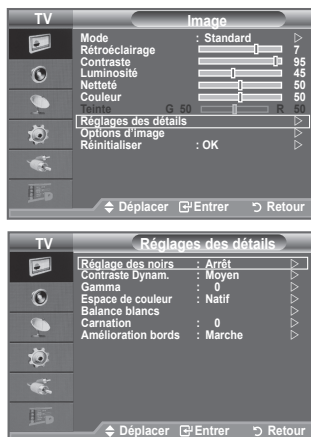 TV Image
Mode : Standard
Rétroéclairage 7
Contraste 95
Luminosité 45
Netteté 50
Couleur 50
Teinte G 50 R 50
Réglages des détails
Options d'image
Réinitialiser : OK
Déplacer Entrer Retour
TV Réglages des détails
Réglage des noirs : Arrêt
Contraste Dynam. : Moyen
Gamma : 0
Espace de couleur : Natif
Balance blancs
Carnation : 0
Amélioration bords : Marche
Déplacer Entrer Retour